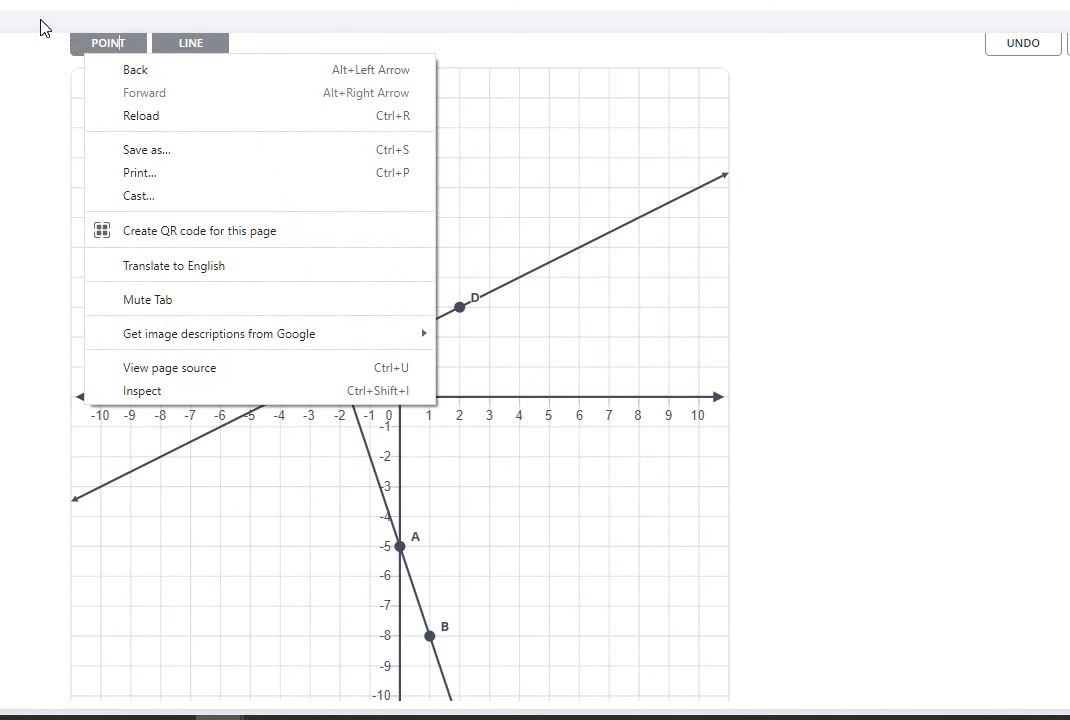 POINT LINE UNDO
Back Alt+Left Arrow
Forward Alt+Right Arrow
Reload Ctrl+R
Save as... Ctrl+S
Print... Ctrl+P
Cast...
Create QR code for this page
Translate to English
Mute Tab
D
Get image descriptions from Google
View page source Ctrl+U
Inspect Ctrl+Shift+I
-10 -9 -8 -7 -6 -5 -4 -3 -2 -1 0 1 2 3 4 5 6 7 8 9 10
-1
-2
-3
-4
A
-5
-6
-7
B
-8
-9
-10